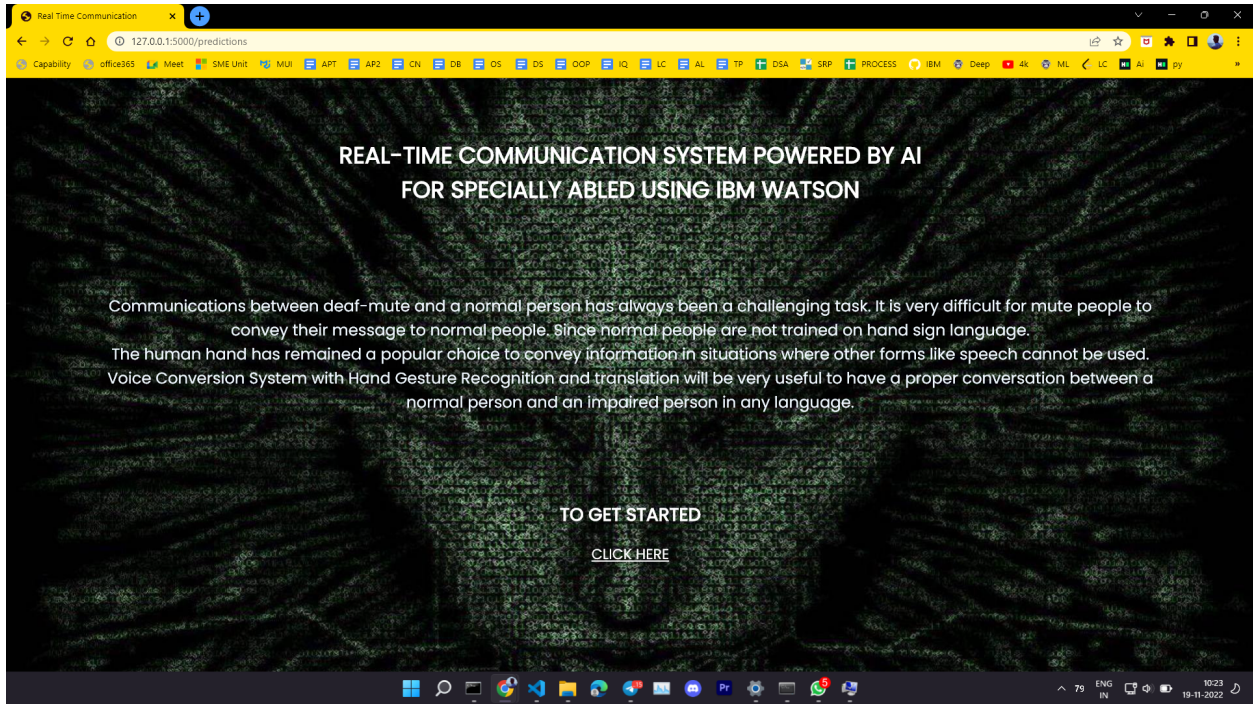 Real Time Communication
127.0.0.1:5000/predictions
Capability office365 Meet SME Unit MUI APT AP2 CN DB OS DS OOP IQ LC AL TP DSA SRP PROCESS IBM Deep 4k ML LC Ai py »
REAL-TIME COMMUNICATION SYSTEM POWERED BY AI
FOR SPECIALLY ABLED USING IBM WATSON
Communications between deaf-mute and a normal person has always been a challenging task. It is very difficult for mute people to
convey their message to normal people. Since normal people are not trained on hand sign language.
The human hand has remained a popular choice to convey information in situations where other forms like speech cannot be used.
Voice Conversion System with Hand Gesture Recognition and translation will be very useful to have a proper conversation between a
normal person and an impaired person in any language.
TO GET STARTED
CLICK HERE
Pr 5 79 ENG 10:23
IN 19-11-2022